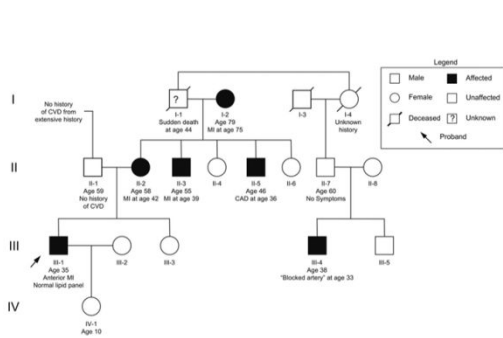 Legend
Male
Affected
Female
Unaffected
Deceased
?
Unknown
Proband
I
No history
of CVD from
extensive history
?
I-1
Sudden death
at age 44
I-2
Age 79
MI at age 75
I-3
I-4
Unknown
history
II
II-1
Age 59
No history
of CVD
II-2
Age 58
MI at age 42
II-3
Age 55
MI at age 39
II-4
II-5
Age 46
CAD at age 36
II-6
II-7
Age 60
No Symptoms
II-8
III
III-1
Age 35
Anterior MI
Normal lipid panel
III-2
III-3
III-4
Age 38
"Blocked artery" at age 33
III-5
IV
IV-1
Age 10